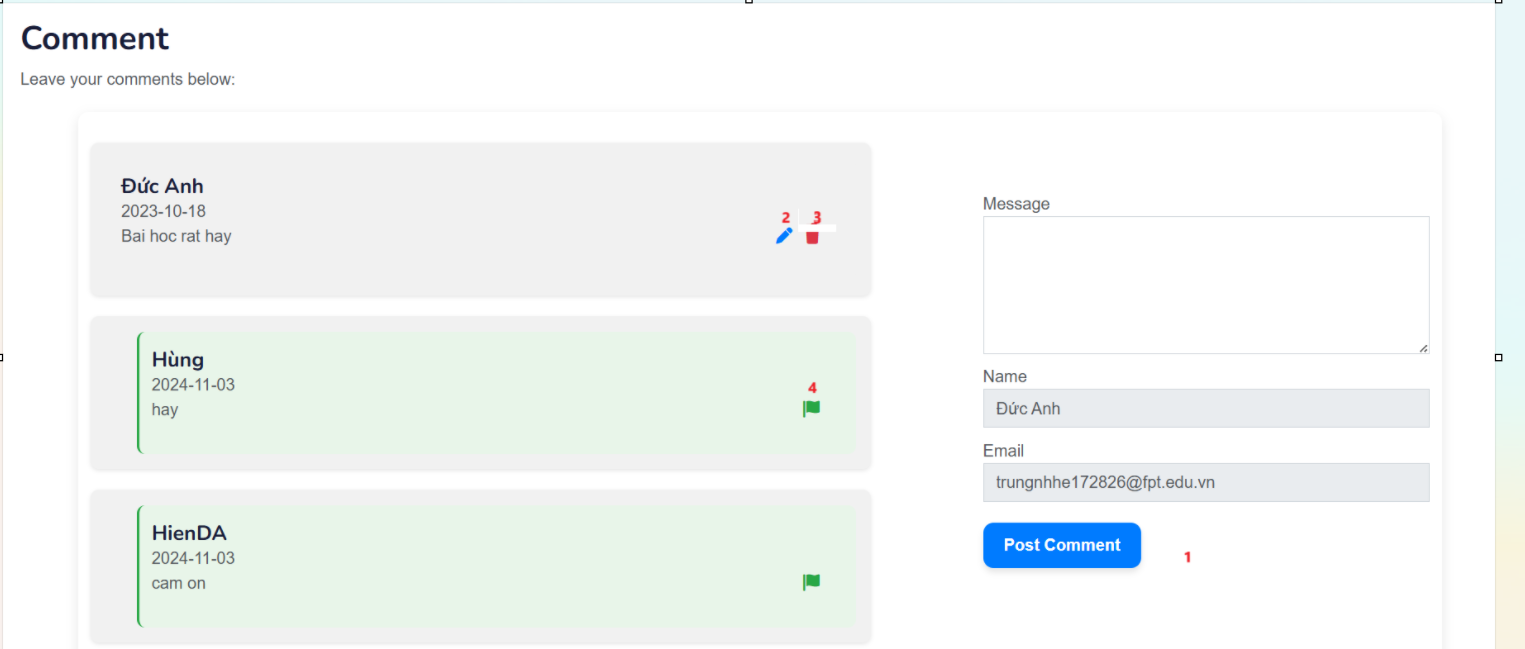 Comment
Leave your comments below:
Đức Anh
2023-10-18
Bai hoc rat hay
2 3
Hùng
2024-11-03
hay
4
HienDA
2024-11-03
cam on
Message
Name
Đức Anh
Email
trungnhhe172826@fpt.edu.vn
Post Comment
1